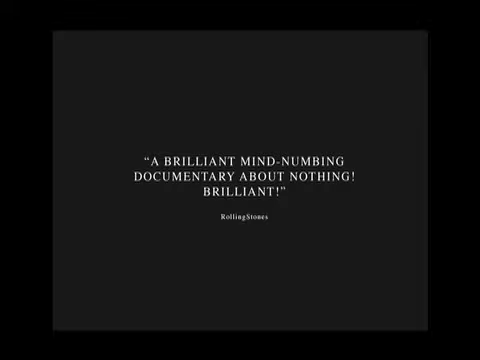 “A BRILLIANT MIND-NUMBING
DOCUMENTARY ABOUT NOTHING!
BRILLIANT!”
RollingStones